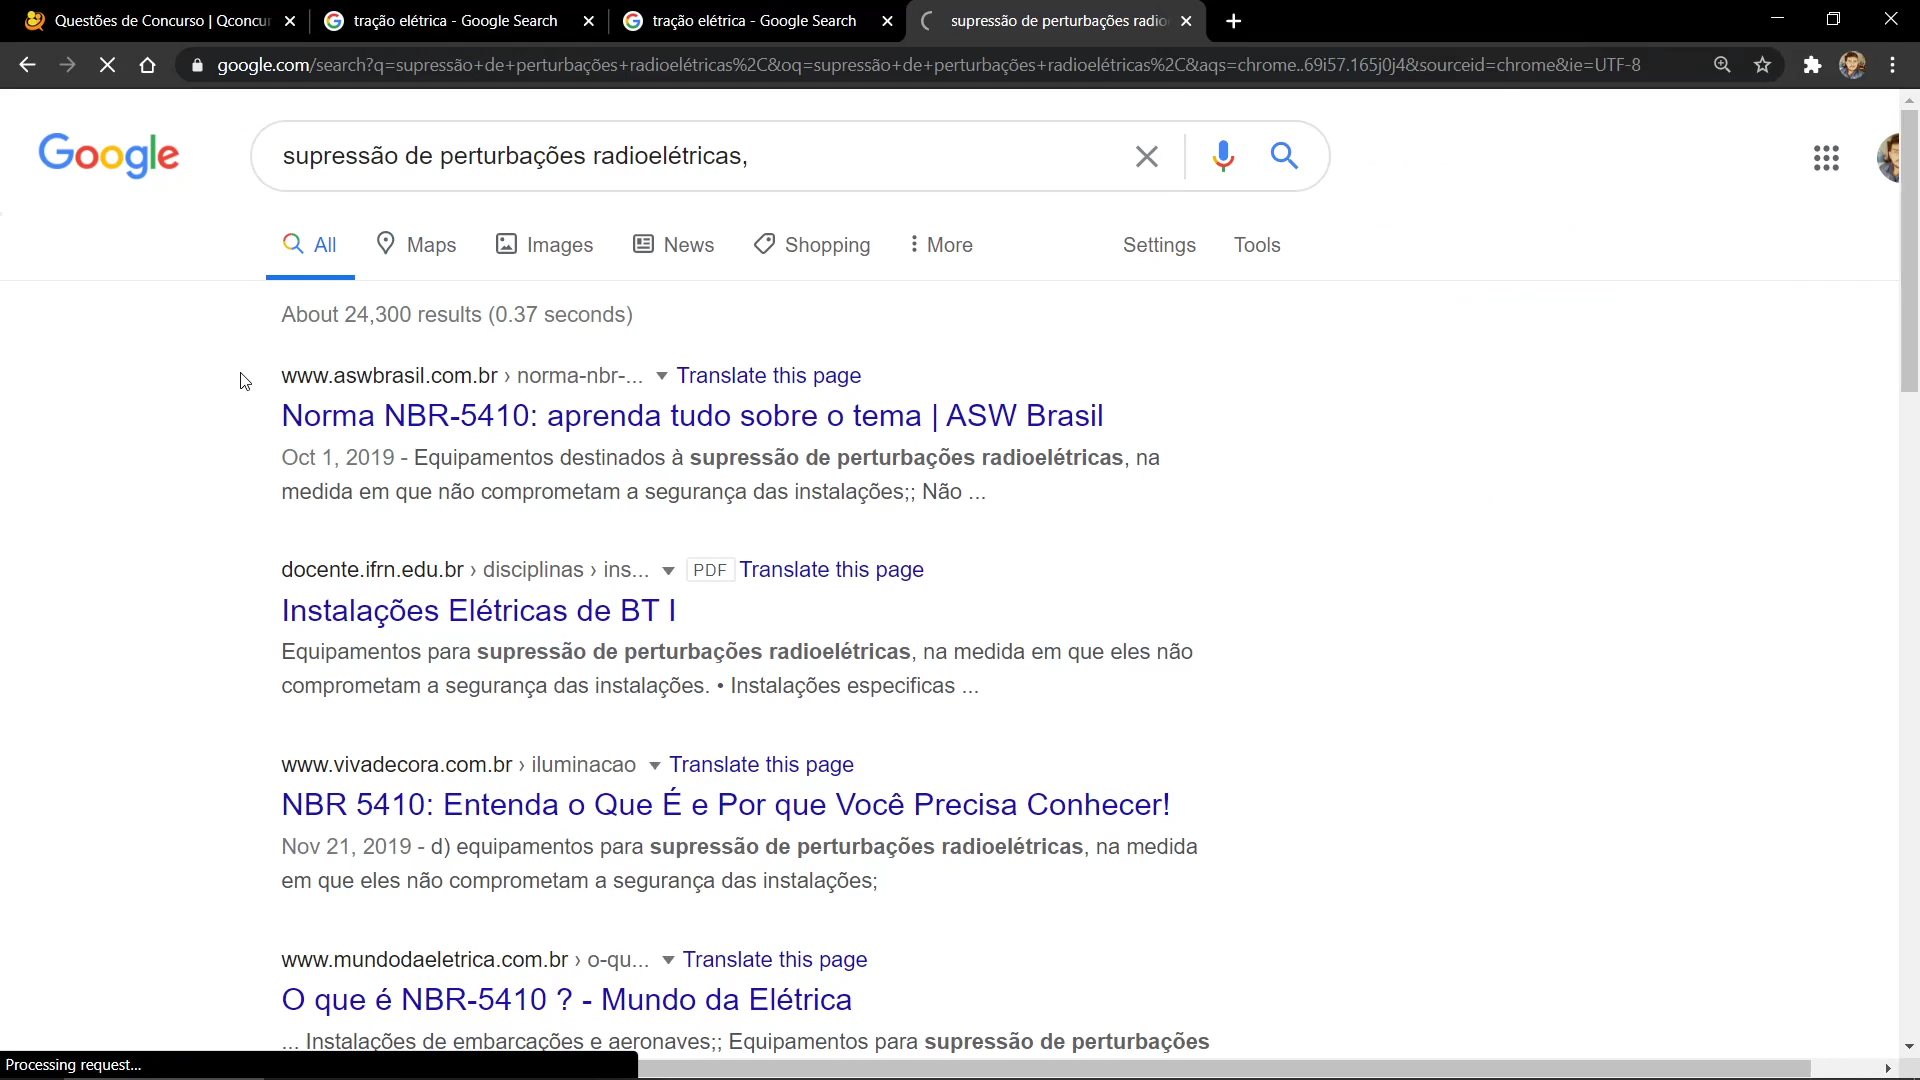 Questões de Concurso | Qconcur
tração elétrica - Google Search
tração elétrica - Google Search
supressão de perturbações radio
google.com/search?q=supressão+de+perturbações+radioelétricas%2C&oq=supressão+de+perturbações+radioelétricas%2C&aqs=chrome..69i57.165j0j4&sourceid=chrome&ie=UTF-8
Google
supressão de perturbações radioelétricas,
All Maps Images News Shopping More Settings Tools
About 24,300 results (0.37 seconds)
www.aswbrasil.com.br › norma-nbr-... Translate this page
Norma NBR-5410: aprenda tudo sobre o tema | ASW Brasil
Oct 1, 2019 - Equipamentos destinados à supressão de perturbações radioelétricas, na
medida em que não comprometam a segurança das instalações;; Não ...
docente.ifrn.edu.br › disciplinas › ins... PDF Translate this page
Instalações Elétricas de BT I
Equipamentos para supressão de perturbações radioelétricas, na medida em que eles não
comprometam a segurança das instalações. • Instalações especificas ...
www.vivadecora.com.br › iluminacao Translate this page
NBR 5410: Entenda o Que É e Por que Você Precisa Conhecer!
Nov 21, 2019 - d) equipamentos para supressão de perturbações radioelétricas, na medida
em que eles não comprometam a segurança das instalações;
www.mundodaeletrica.com.br › o-qu... Translate this page
O que é NBR-5410 ? - Mundo da Elétrica
... Instalações de embarcações e aeronaves;; Equipamentos para supressão de perturbações
Processing request...